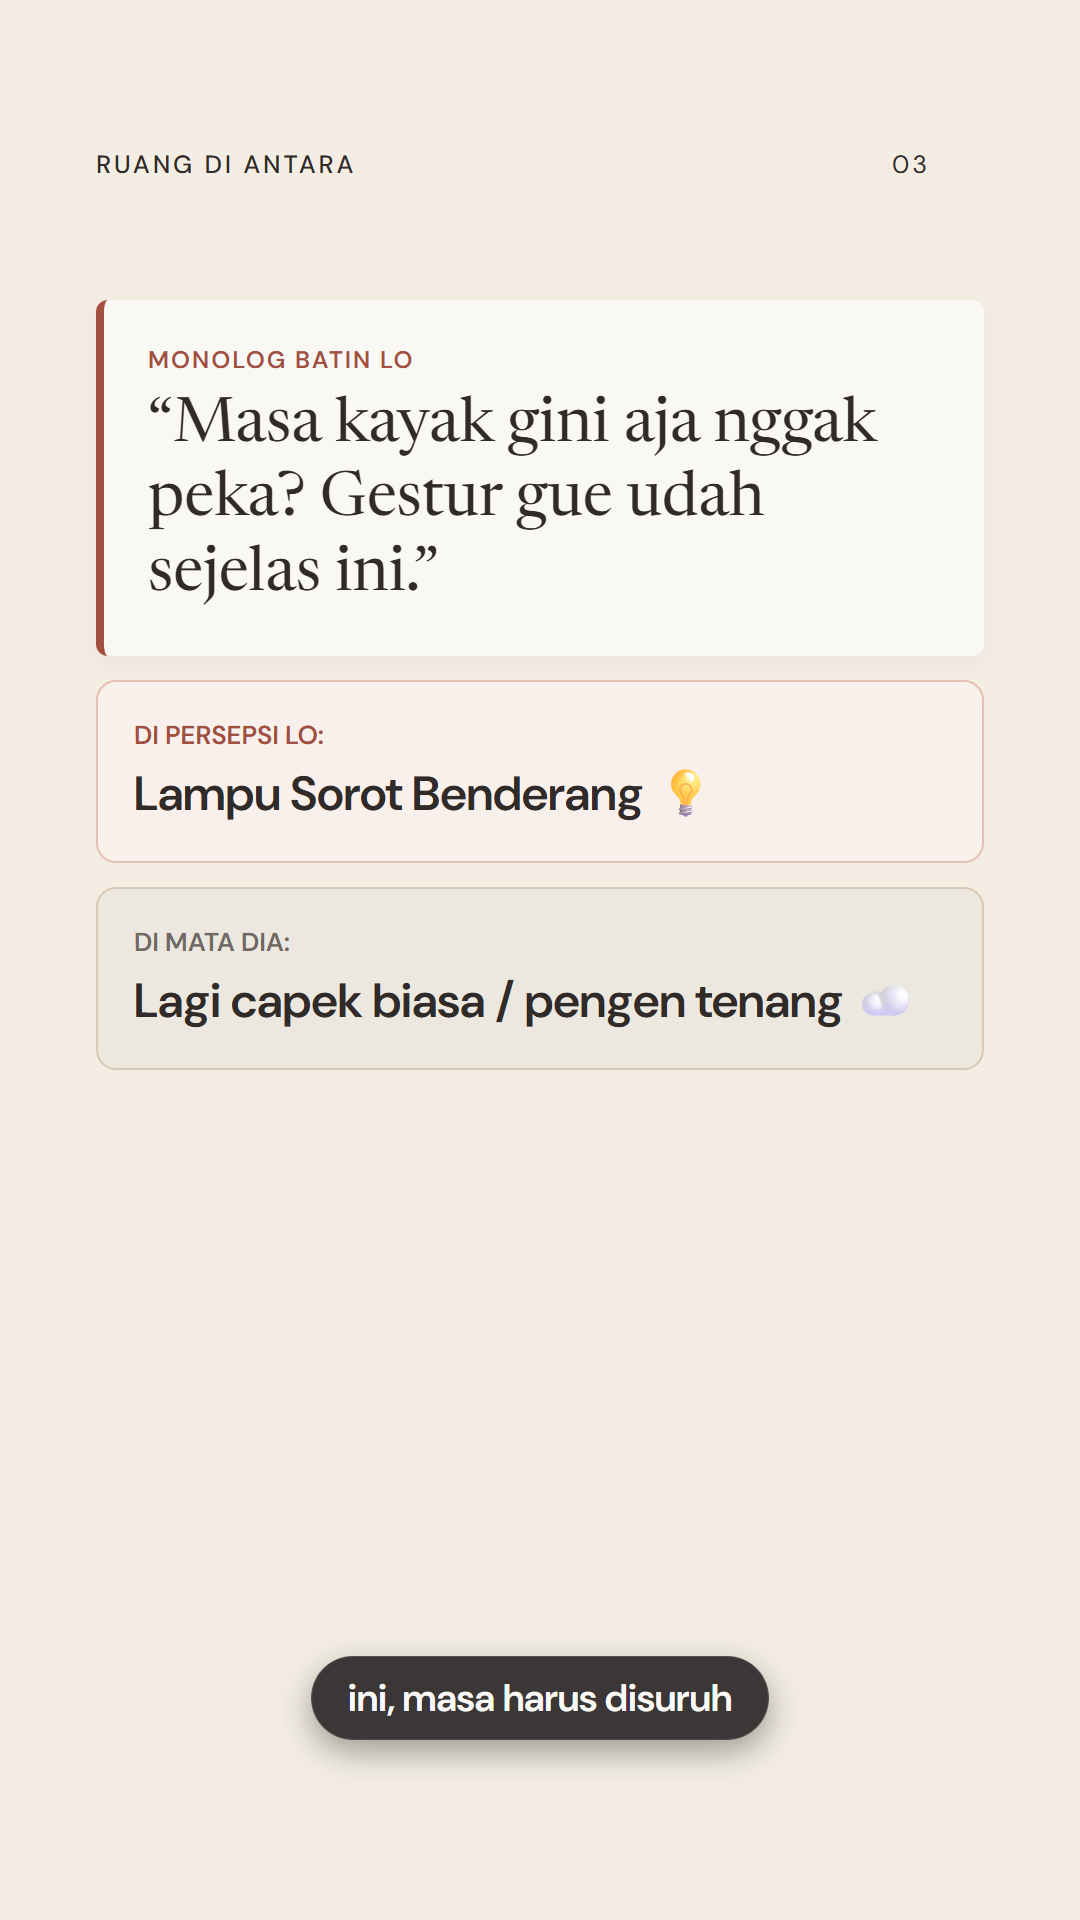 RUANG DI ANTARA
03
MONOLOG BATIN LO
“Masa kayak gini aja nggak
peka? Gestur gue udah
sejelas ini.”
DI PERSEPSI LO:
Lampu Sorot Benderang 💡
DI MATA DIA:
Lagi capek biasa / pengen tenang ☁️
ini, masa harus disuruh